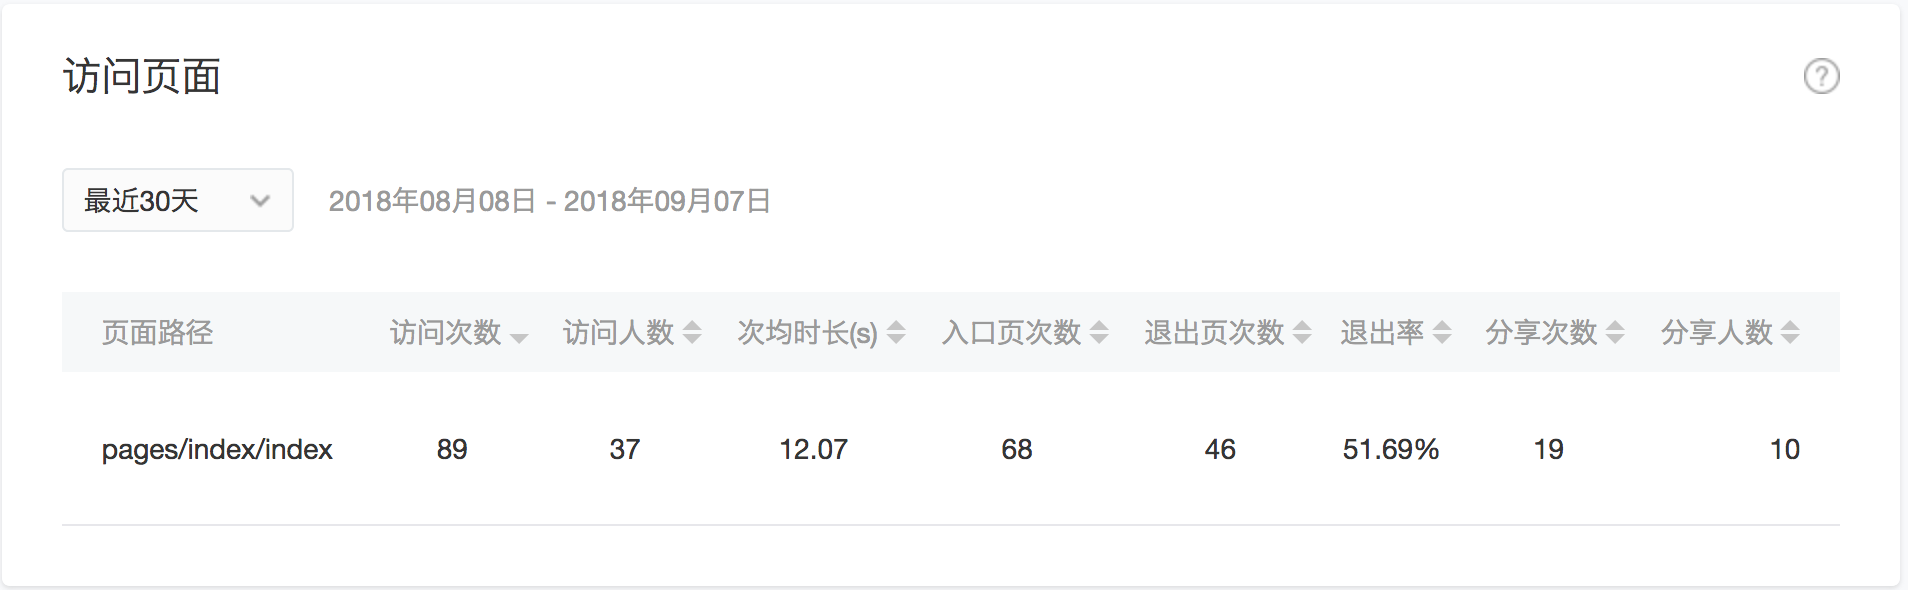 访问页面
?
最近30天 2018年08月08日 - 2018年09月07日
页面路径 访问次数 访问人数 次均时长(s) 入口页次数 退出页次数 退出率 分享次数 分享人数
pages/index/index 89 37 12.07 68 46 51.69% 19 10